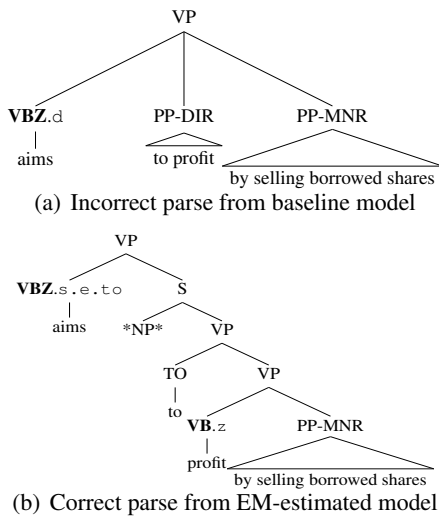 VP
VBZ.d PP-DIR PP-MNR
aims to profit by selling borrowed shares
(a) Incorrect parse from baseline model
VP
VBZ.s.e.to S
aims *NP* VP
TO VP
to VB.z PP-MNR
profit by selling borrowed shares
(b) Correct parse from EM-estimated model